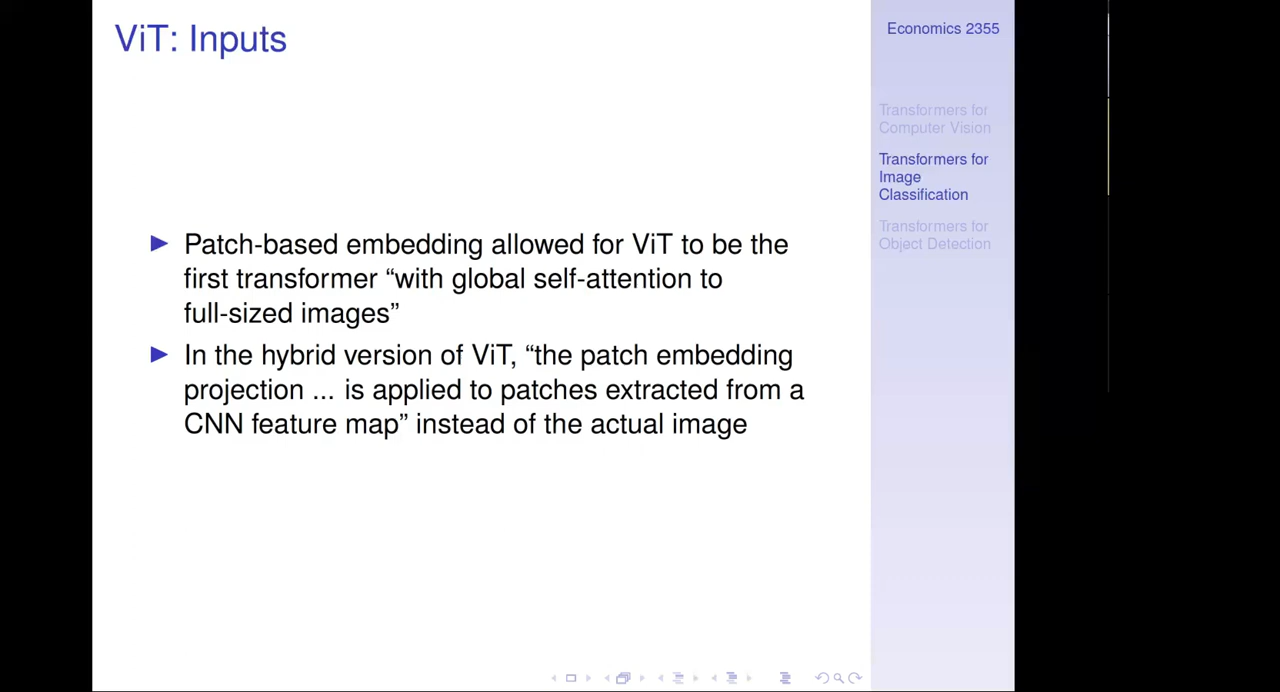 ViT: Inputs
Patch-based embedding allowed for ViT to be the
first transformer “with global self-attention to
full-sized images”
In the hybrid version of ViT, “the patch embedding
projection ... is applied to patches extracted from a
CNN feature map” instead of the actual image
Economics 2355
Transformers for
Computer Vision
Transformers for
Image
Classification
Transformers for
Object Detection